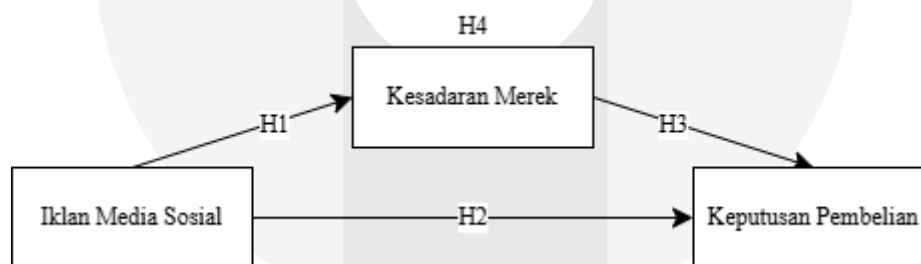 H4
Kesadaran Merek
H1
H3
Iklan Media Sosial
H2
Keputusan Pembelian